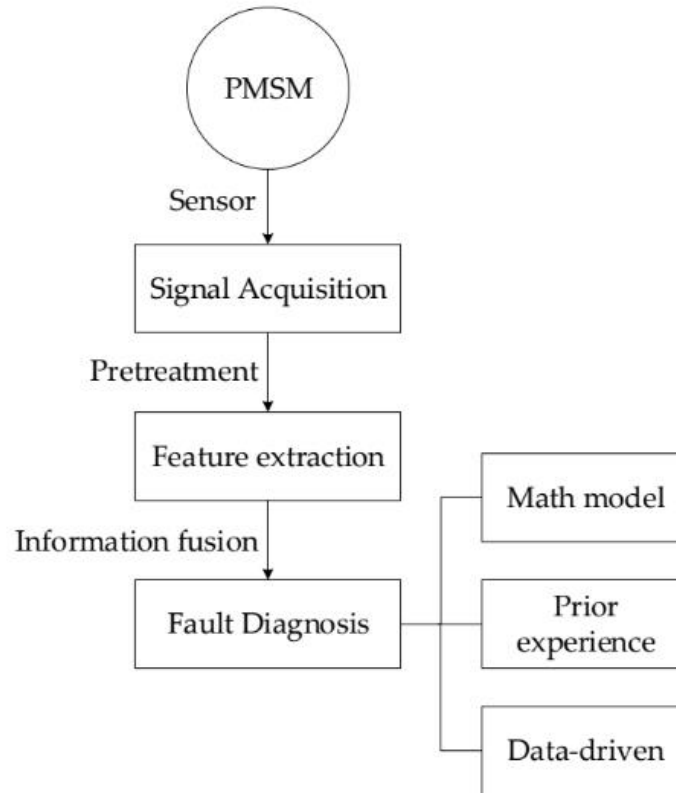 PMSM
Sensor
Signal Acquisition
Pretreatment
Feature extraction
Information fusion
Fault Diagnosis
Math model
Prior
experience
Data-driven